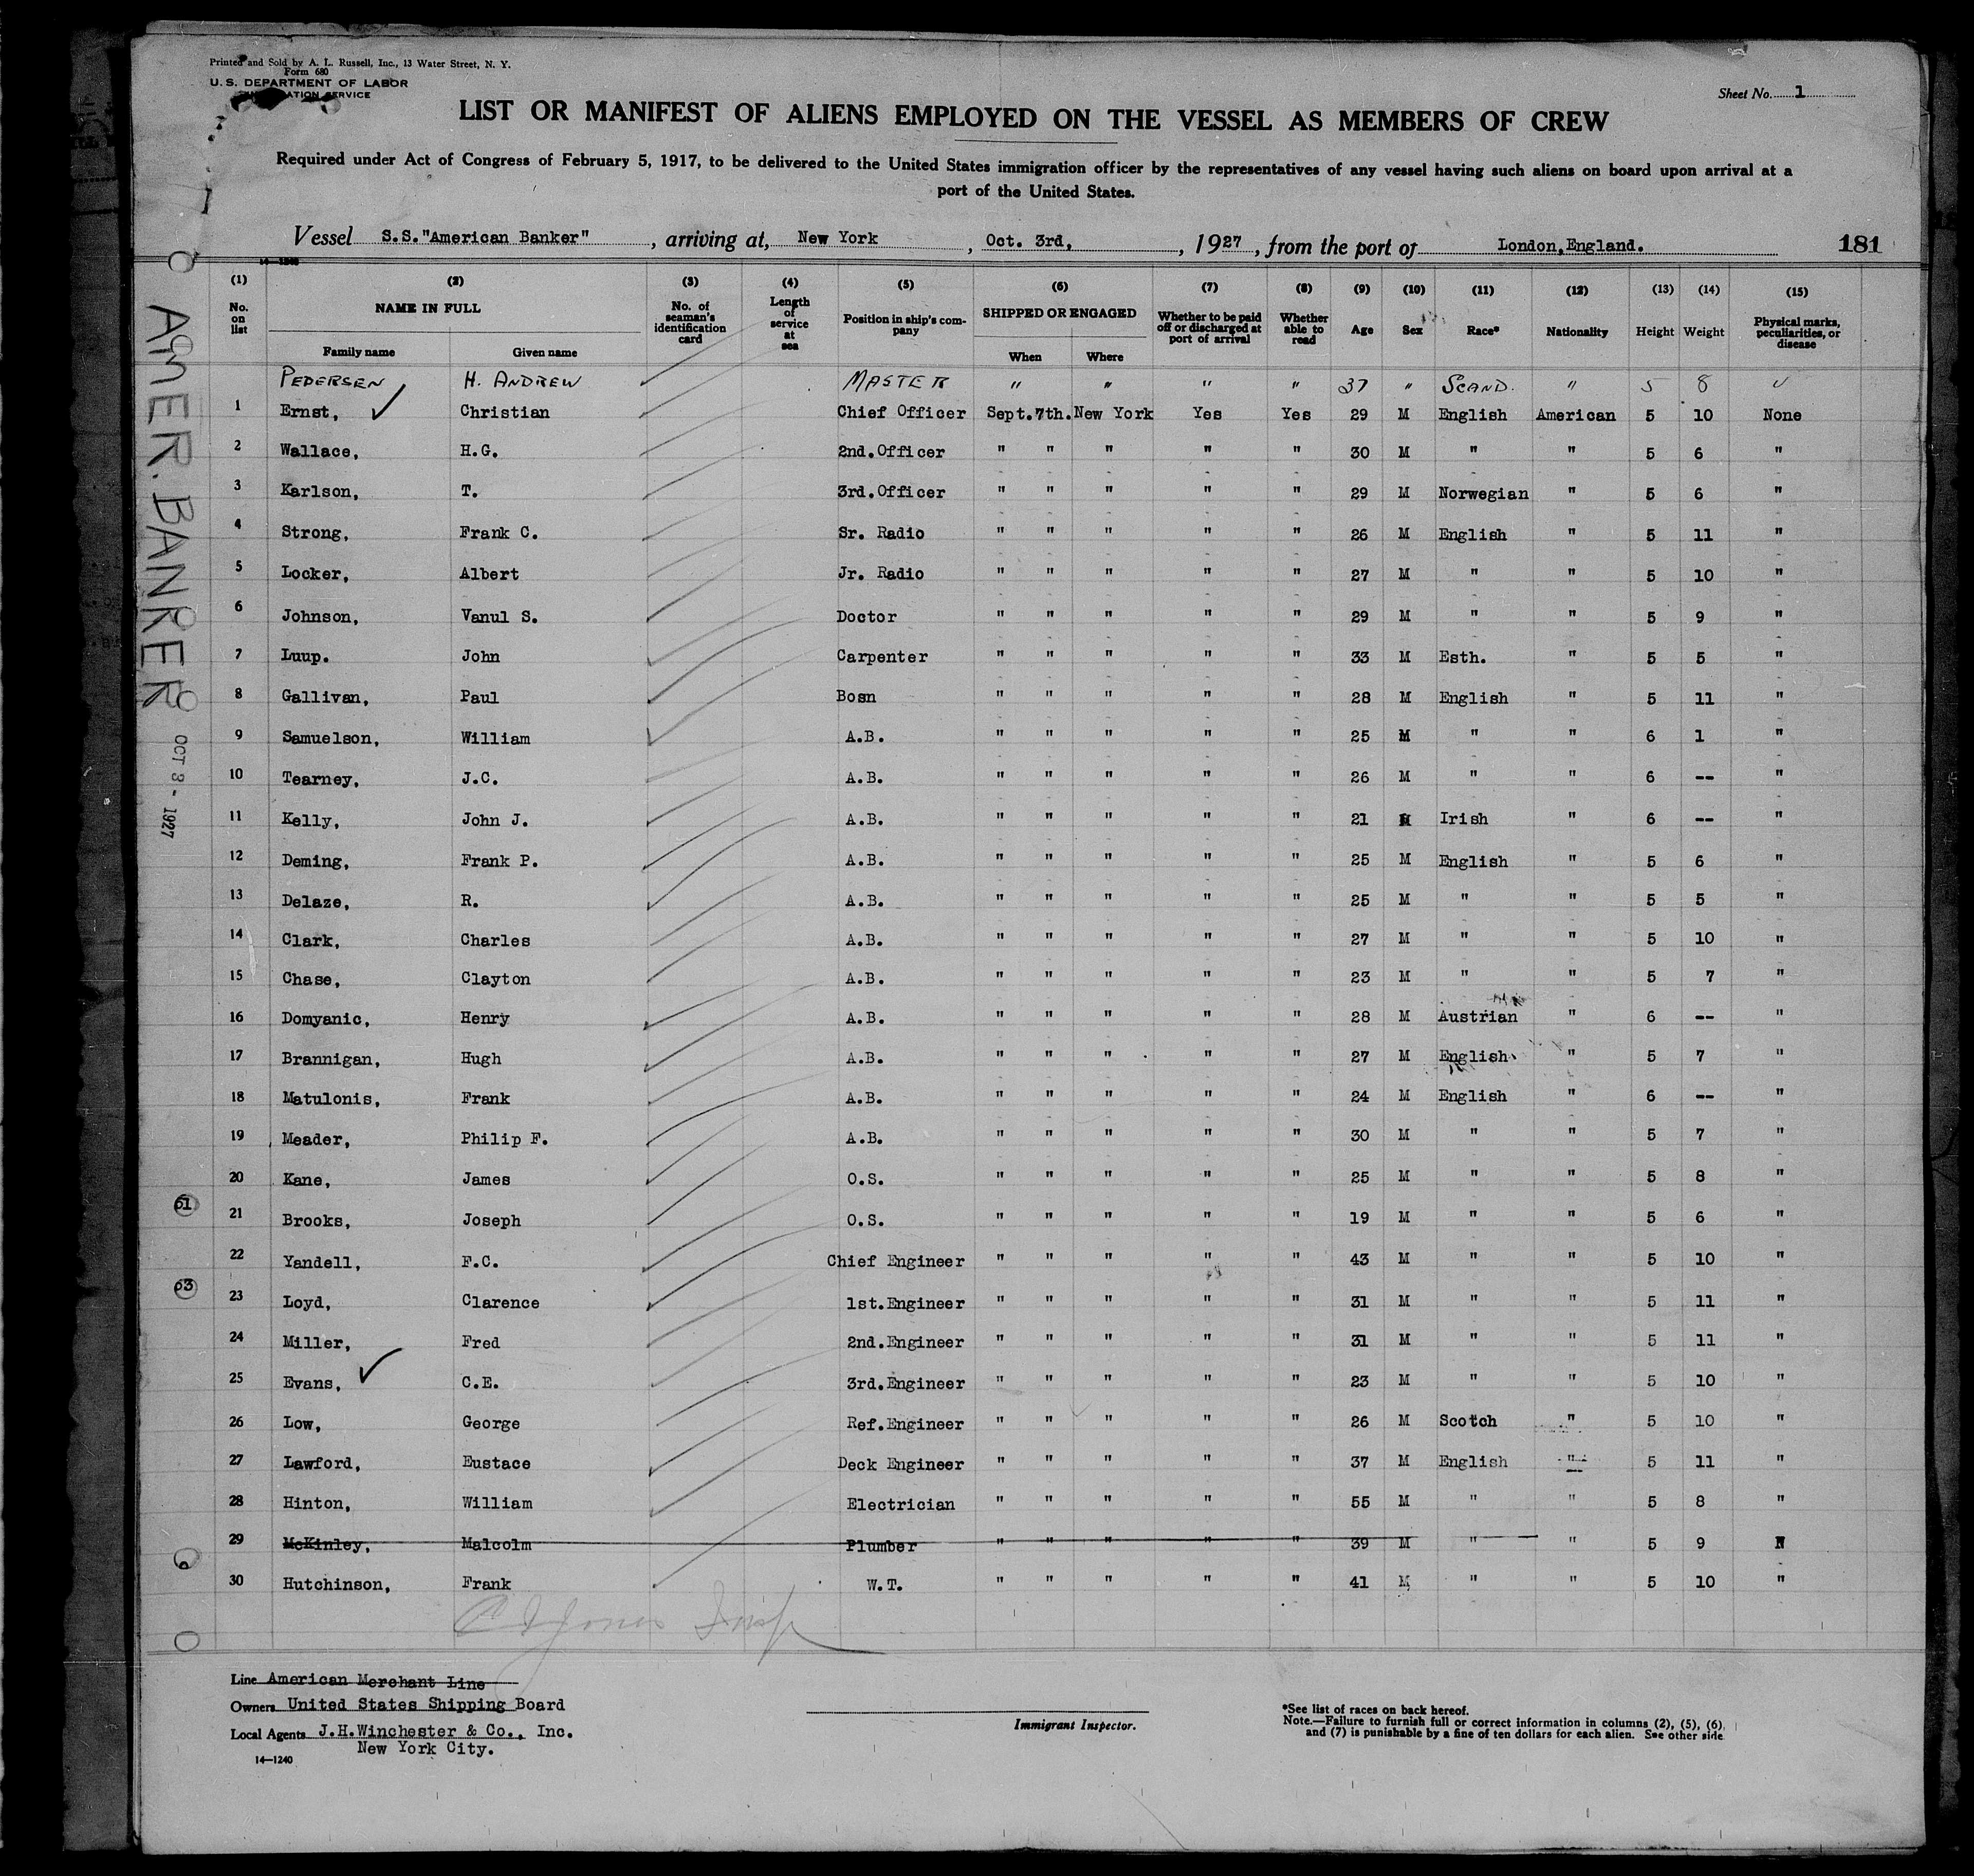 Printed and Sold by A. L. Russell, Inc., 13 Water Street, N. Y.
Form 680
U. S. DEPARTMENT OF LABOR
SERVICE
Sheet No. 1
LIST OR MANIFEST OF ALIENS EMPLOYED ON THE VESSEL AS MEMBERS OF CREW
Required under Act of Congress of February 5, 1917, to be delivered to the United States immigration officer by the representatives of any vessel having such aliens on board upon arrival at a
port of the United States.
Vessel S.S."American Banker" , arriving at, New York , Oct. 3rd, , 1927 , from the port of London,England. 181
(1) No. on list (2) NAME IN FULL Family name Given name (3) No. of seaman's identification card (4) Length of service at sea (5) Position in ship's company (6) SHIPPED OR ENGAGED When Where (7) Whether to be paid off or discharged at port of arrival (8) Whether able to read (9) Age (10) Sex (11) Race* (12) Nationality (13) Height (14) Weight (15) Physical marks, peculiarities, or disease
PEDERSEN H. ANDREW MASTER " " " " 37 " SCAND. " 5 8 "
1 Ernst, Christian Chief Officer Sept.7th. New York Yes Yes 29 M English American 5 10 None
2 Wallace, H.G. 2nd.Officer " " " " " 30 M " " 5 6 "
3 Karlson, T. 3rd.Officer " " " " " 29 M Norwegian " 5 6 "
4 Strong, Frank C. Sr. Radio " " " " " 26 M English " 5 11 "
5 Locker, Albert Jr. Radio " " " " " 27 M " " 5 10 "
6 Johnson, Vanul S. Doctor " " " " " 29 M " " 5 9 "
7 Luup. John Carpenter " " " " " 33 M Esth. " 5 5 "
8 Gallivan, Paul Bosn " " " " " 28 M English " 5 11 "
9 Samuelson, William A.B. " " " " " 25 M " " 6 1 "
10 Tearney, J.C. A.B. " " " " " 26 M " " 6 -- "
11 Kelly, John J. A.B. " " " " " 21 M Irish " 6 -- "
12 Deming, Frank P. A.B. " " " " " 25 M English " 5 6 "
13 Delaze, R. A.B. " " " " " 25 M " " 5 5 "
14 Clark, Charles A.B. " " " " " 27 M " " 5 10 "
15 Chase, Clayton A.B. " " " " " 23 M " " 5 7 "
16 Domyanic, Henry A.B. " " " " " 28 M Austrian " 6 -- "
17 Brannigan, Hugh A.B. " " " " " 27 M English " 5 7 "
18 Matulonis, Frank A.B. " " " " " 24 M English " 6 -- "
19 Meader, Philip F. A.B. " " " " " 30 M " " 5 7 "
20 Kane, James O.S. " " " " " 25 M " " 5 8 "
21 Brooks, Joseph O.S. " " " " " 19 M " " 5 6 "
22 Yandell, F.C. Chief Engineer " " " " " 43 M " " 5 10 "
23 Loyd, Clarence 1st.Engineer " " " " " 31 M " " 5 11 "
24 Miller, Fred 2nd.Engineer " " " " " 31 M " " 5 11 "
25 Evans, C.E. 3rd.Engineer " " " " " 23 M " " 5 10 "
26 Low, George Ref.Engineer " " " " " 26 M Scotch " 5 10 "
27 Lawford, Eustace Deck Engineer " " " " " 37 M English " 5 11 "
28 Hinton, William Electrician " " " " " 55 M " " 5 8 "
29 McKinley, Malcolm Plumber " " " " " 39 M " " 5 9 "
30 Hutchinson, Frank W.T. " " " " " 41 M " " 5 10 "
Jones Insp
AMER. BANKER
OCT 3 - 1927
51
53
Line American Merchant Line
Owners United States Shipping Board
Local Agents J.H.Winchester & Co., Inc.
New York City.
14—1240
Immigrant Inspector.
*See list of races on back hereof.
Note.—Failure to furnish full or correct information in columns (2), (5), (6)
and (7) is punishable by a fine of ten dollars for each alien. See other side